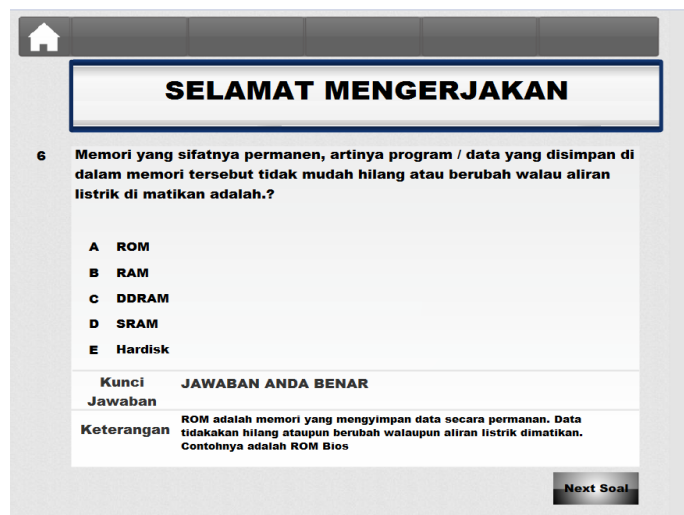 SELAMAT MENGERJAKAN
6 Memori yang sifatnya permanen, artinya program / data yang disimpan di
dalam memori tersebut tidak mudah hilang atau berubah walau aliran
listrik di matikan adalah.?
A ROM
B RAM
C DDRAM
D SRAM
E Hardisk
Kunci Jawaban JAWABAN ANDA BENAR
Keterangan ROM adalah memori yang mengyimpan data secara permanan. Data
tidakakan hilang ataupun berubah walaupun aliran listrik dimatikan.
Contohnya adalah ROM Bios
Next Soal